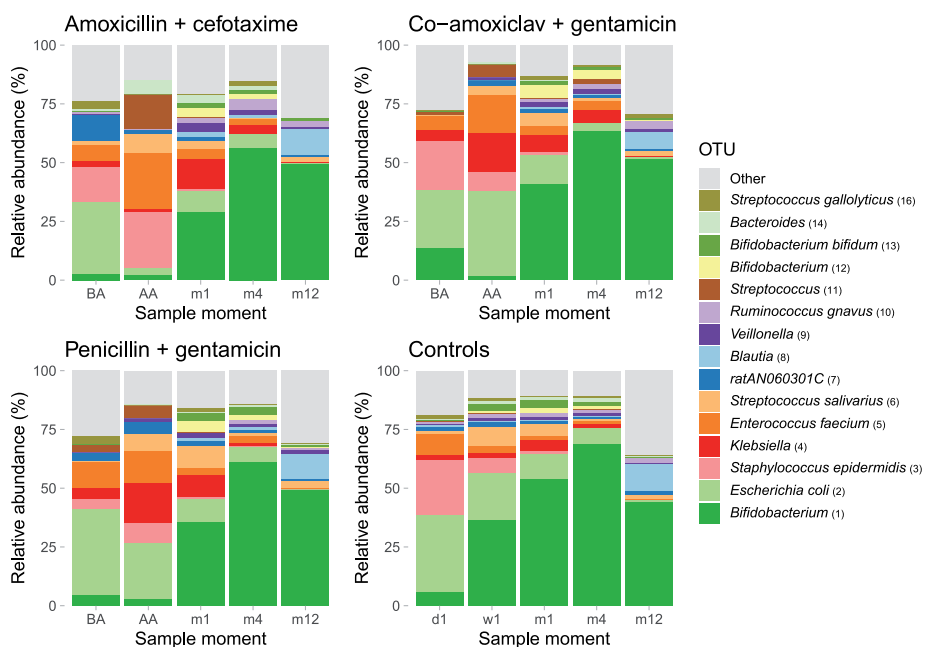 Amoxicillin + cefotaxime
Relative abundance (%)
100
75
50
25
0
BA AA m1 m4 m12
Sample moment
Co−amoxiclav + gentamicin
Relative abundance (%)
100
75
50
25
0
BA AA m1 m4 m12
Sample moment
Penicillin + gentamicin
Relative abundance (%)
100
75
50
25
0
BA AA m1 m4 m12
Sample moment
Controls
Relative abundance (%)
100
75
50
25
0
d1 w1 m1 m4 m12
Sample moment
OTU
Other
Streptococcus gallolyticus (16)
Bacteroides (14)
Bifidobacterium bifidum (13)
Bifidobacterium (12)
Streptococcus (11)
Ruminococcus gnavus (10)
Veillonella (9)
Blautia (8)
ratAN060301C (7)
Streptococcus salivarius (6)
Enterococcus faecium (5)
Klebsiella (4)
Staphylococcus epidermidis (3)
Escherichia coli (2)
Bifidobacterium (1)